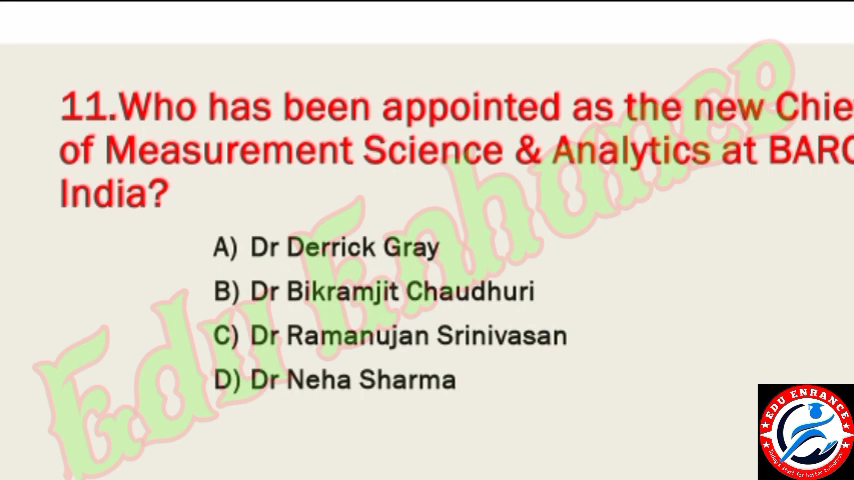 11.Who has been appointed as the new Chie
of Measurement Science & Analytics at BARC
India?
A) Dr Derrick Gray
B) Dr Bikramjit Chaudhuri
C) Dr Ramanujan Srinivasan
D) Dr Neha Sharma
Edu Enhance
EDU ENHANCE